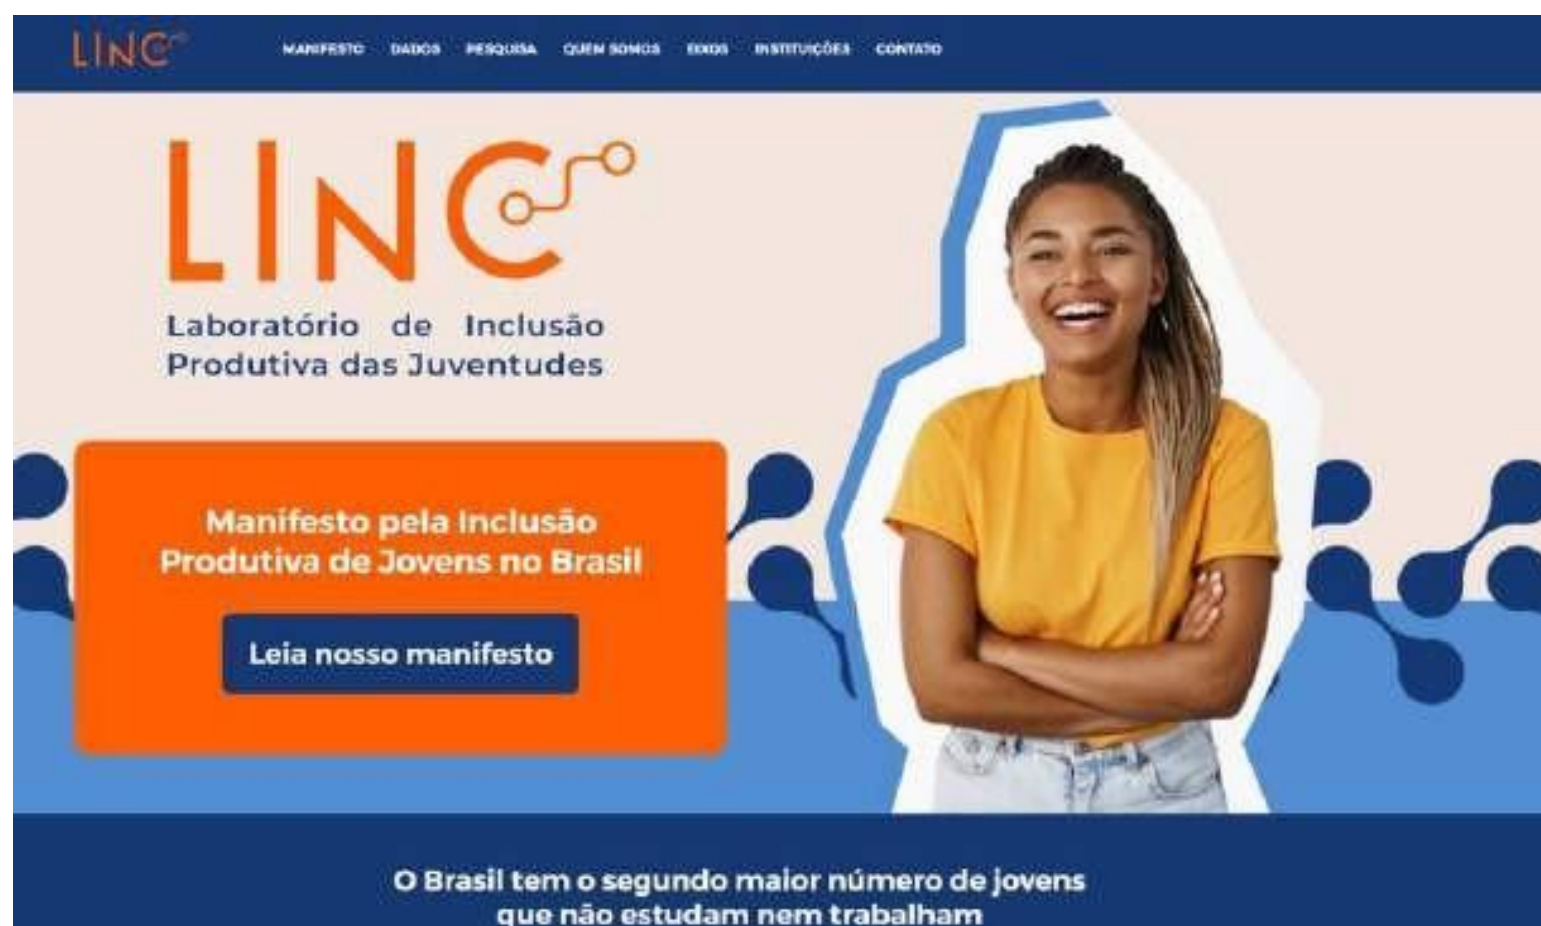 LINC
MANIFESTO DADOS PESQUISA QUEM SOMOS EIXOS INSTITUIÇÕES CONTATO
LINC
Laboratório de Inclusão
Produtiva das Juventudes
Manifesto pela Inclusão
Produtiva de Jovens no Brasil
Leia nosso manifesto
O Brasil tem o segundo maior número de jovens
que não estudam nem trabalham